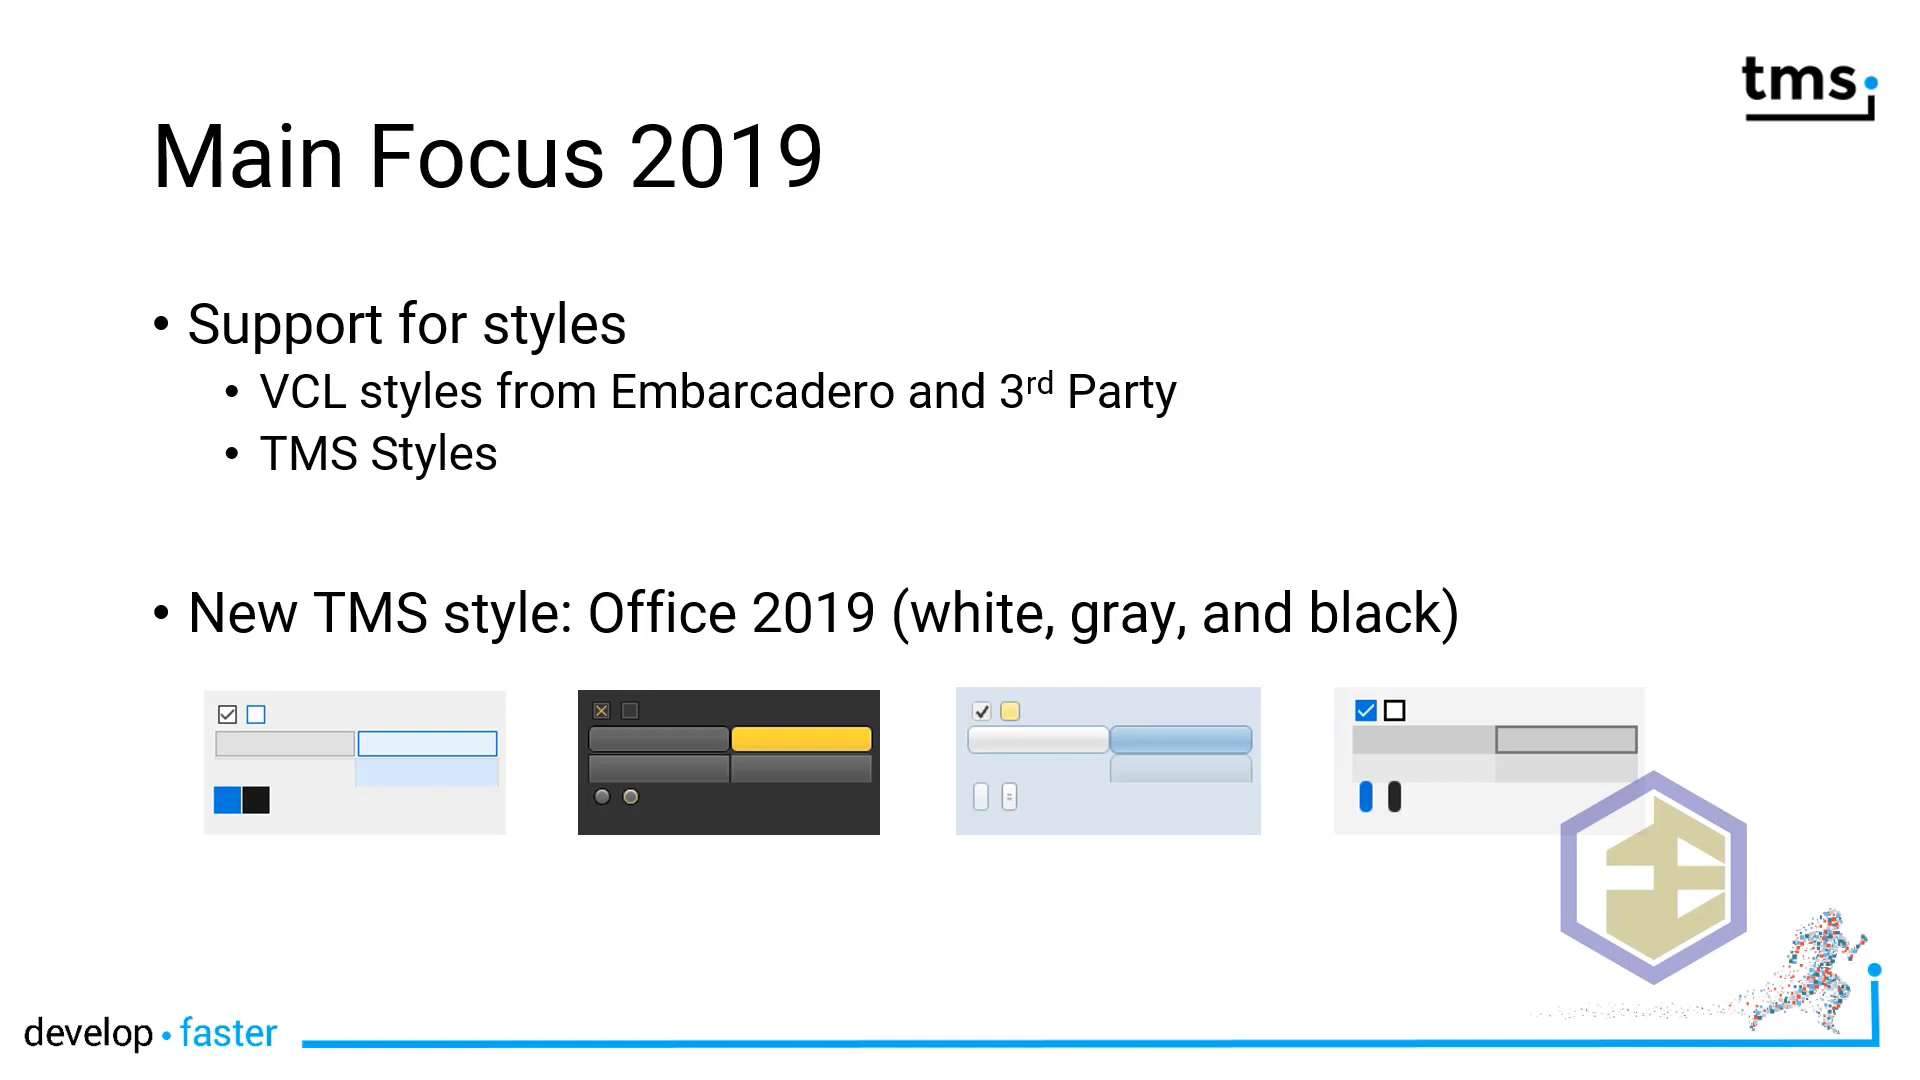 tms
Main Focus 2019
• Support for styles
• VCL styles from Embarcadero and 3rd Party
• TMS Styles
• New TMS style: Office 2019 (white, gray, and black)
develop • faster